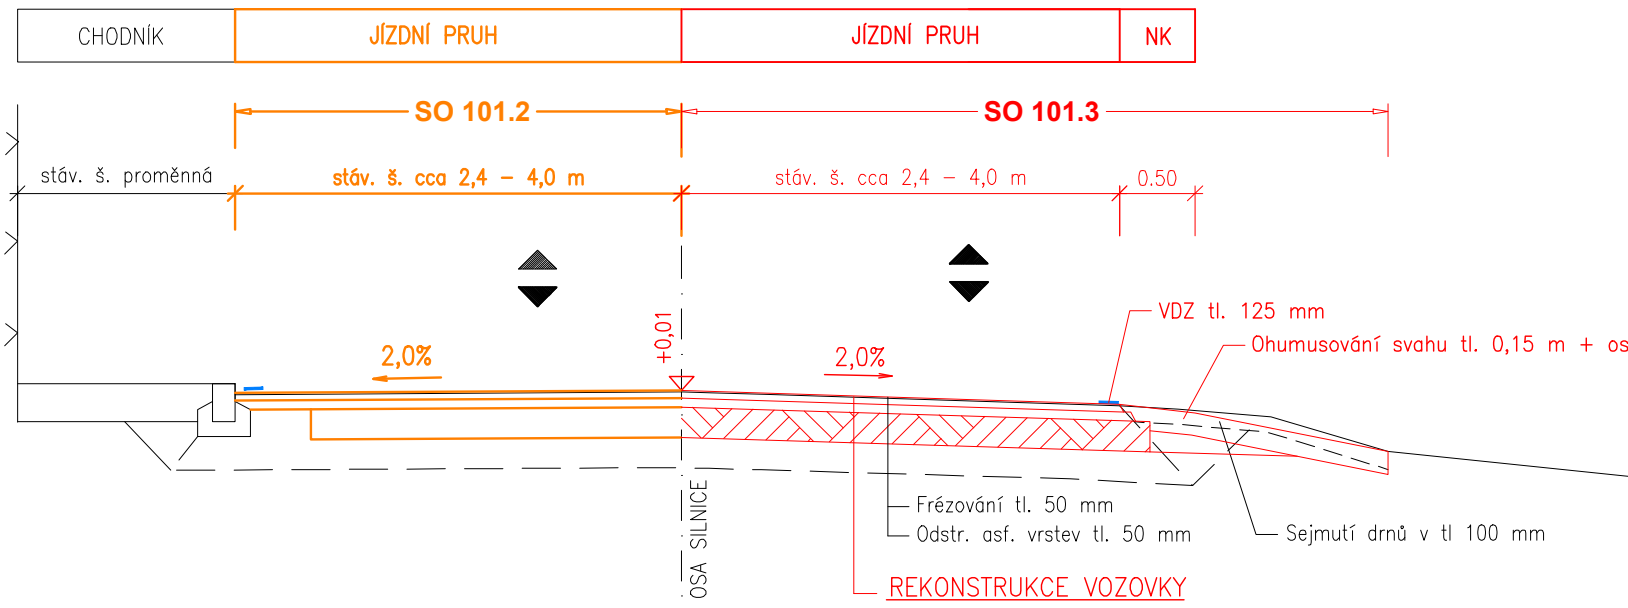 CHODNÍK
JÍZDNÍ PRUH
JÍZDNÍ PRUH
NK
SO 101.2
SO 101.3
stáv. š. proměnná
stáv. š. cca 2,4 – 4,0 m
stáv. š. cca 2,4 – 4,0 m
0.50
+0,01
VDZ tl. 125 mm
Ohumusování svahu tl. 0,15 m + os
2,0%
2,0%
OSA SILNICE
Frézování tl. 50 mm
Odstr. asf. vrstev tl. 50 mm
Sejmutí drnů v tl 100 mm
REKONSTRUKCE VOZOVKY